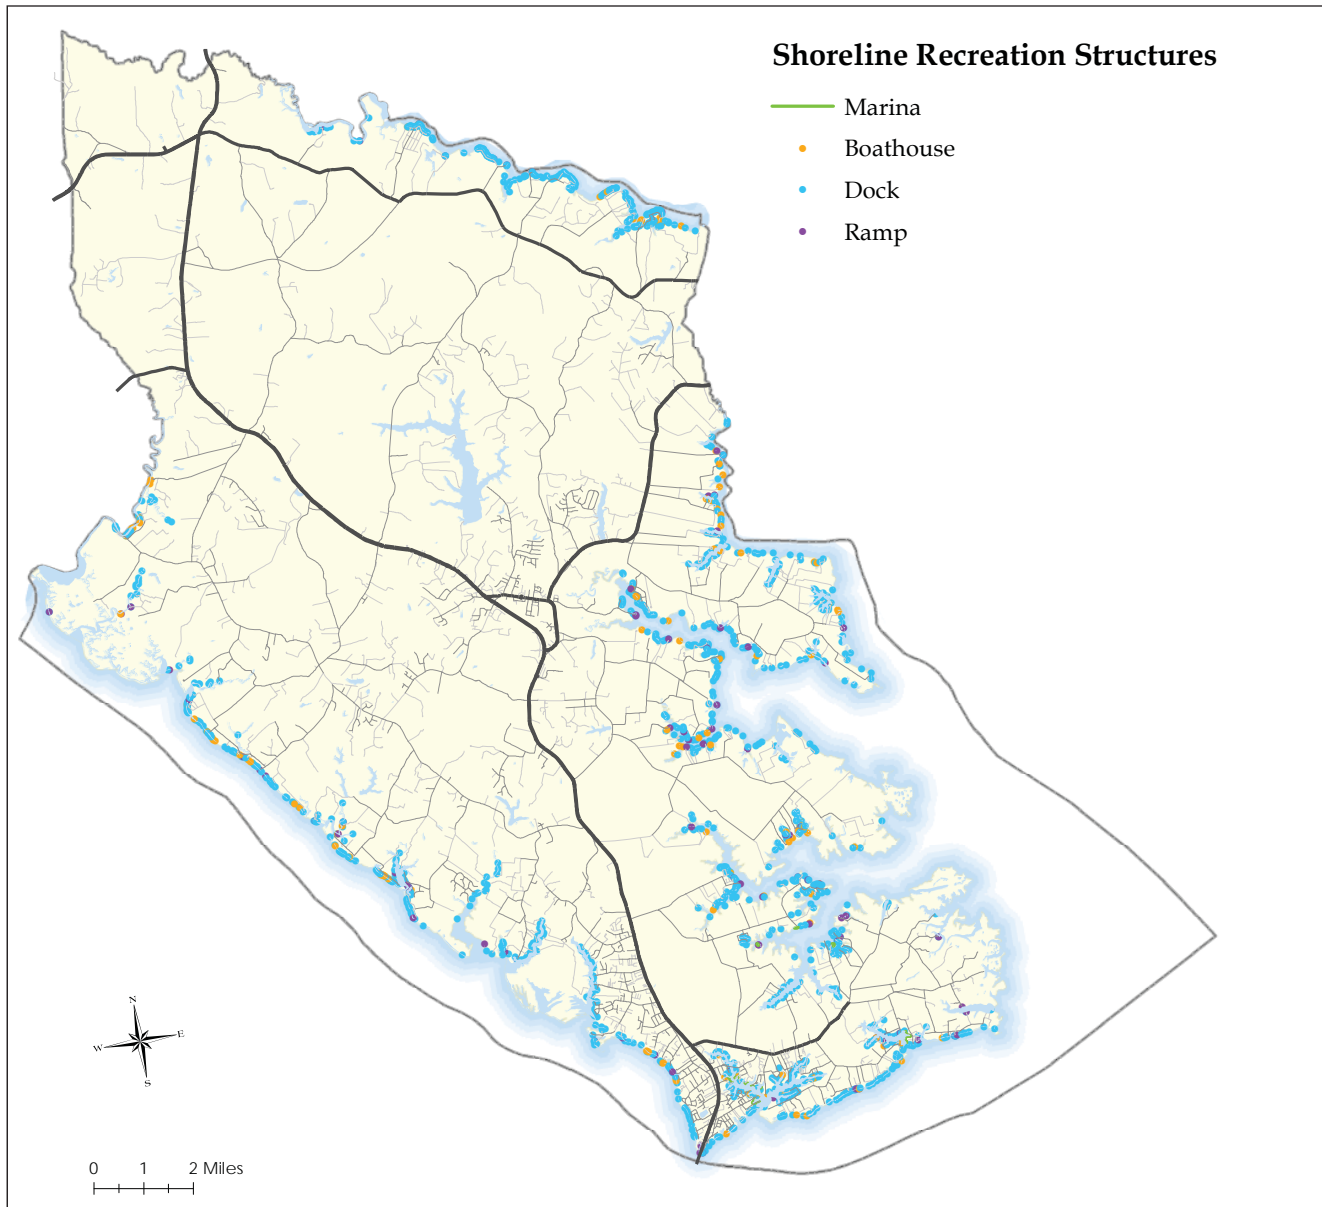 Shoreline Recreation Structures
Marina
Boathouse
Dock
Ramp
N
W E
S
0 1 2 Miles